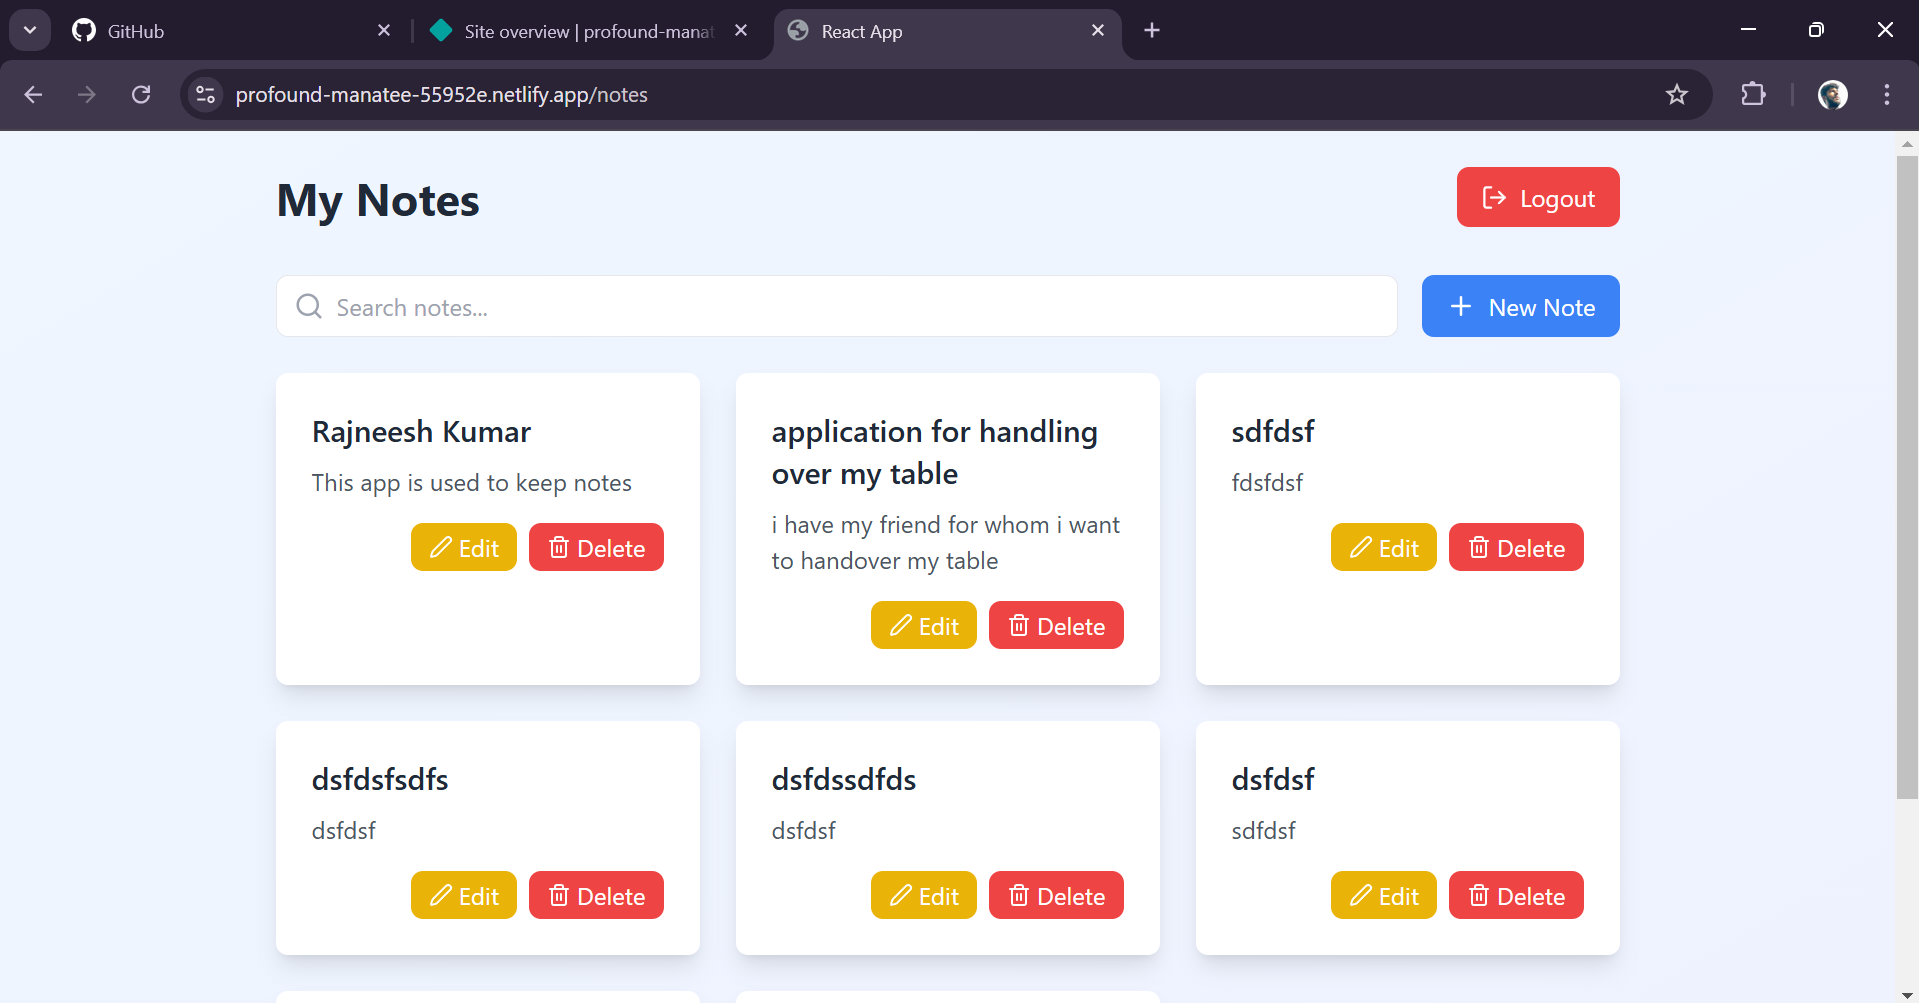 GitHub
Site overview | profound-manat
React App
profound-manatee-55952e.netlify.app/notes
My Notes
Logout
Search notes...
New Note
Rajneesh Kumar
This app is used to keep notes
Edit Delete
application for handling
over my table
i have my friend for whom i want
to handover my table
Edit Delete
sdfdsf
fdsfdsf
Edit Delete
dsfdsfsdfs
dsfdsf
Edit Delete
dsfdssdfds
dsfdsf
Edit Delete
dsfdsf
sdfdsf
Edit Delete